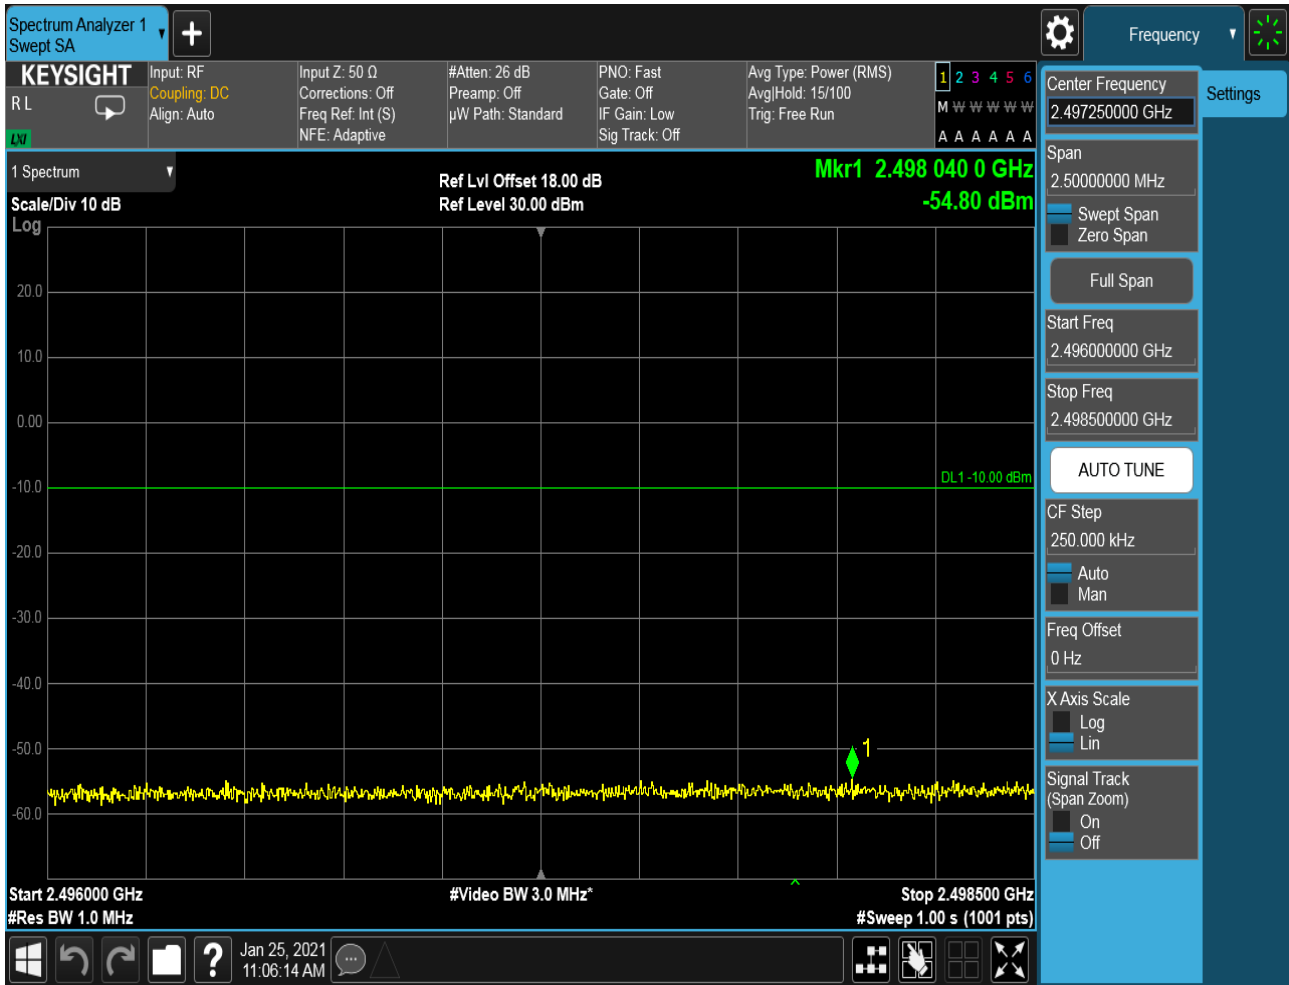 Spectrum Analyzer 1
Swept SA
Frequency
KEYSIGHT
R L
LXI
Input: RF
Coupling: DC
Align: Auto
Input Z: 50 Ω
Corrections: Off
Freq Ref: Int (S)
NFE: Adaptive
#Atten: 26 dB
Preamp: Off
µW Path: Standard
PNO: Fast
Gate: Off
IF Gain: Low
Sig Track: Off
Avg Type: Power (RMS)
Avg|Hold: 15/100
Trig: Free Run
1 2 3 4 5 6
M W W W W W
A A A A A A
1 Spectrum
Scale/Div 10 dB
Log
Ref Lvl Offset 18.00 dB
Ref Level 30.00 dBm
Mkr1 2.498 040 0 GHz
-54.80 dBm
20.0
10.0
0.00
-10.0
DL1 -10.00 dBm
-20.0
-30.0
-40.0
-50.0
1
-60.0
Start 2.496000 GHz
#Video BW 3.0 MHz*
Stop 2.498500 GHz
#Res BW 1.0 MHz
#Sweep 1.00 s (1001 pts)
?
Jan 25, 2021
11:06:14 AM
Center Frequency
2.497250000 GHz
Settings
Span
2.50000000 MHz
Swept Span
Zero Span
Full Span
Start Freq
2.496000000 GHz
Stop Freq
2.498500000 GHz
AUTO TUNE
CF Step
250.000 kHz
Auto
Man
Freq Offset
0 Hz
X Axis Scale
Log
Lin
Signal Track
(Span Zoom)
On
Off